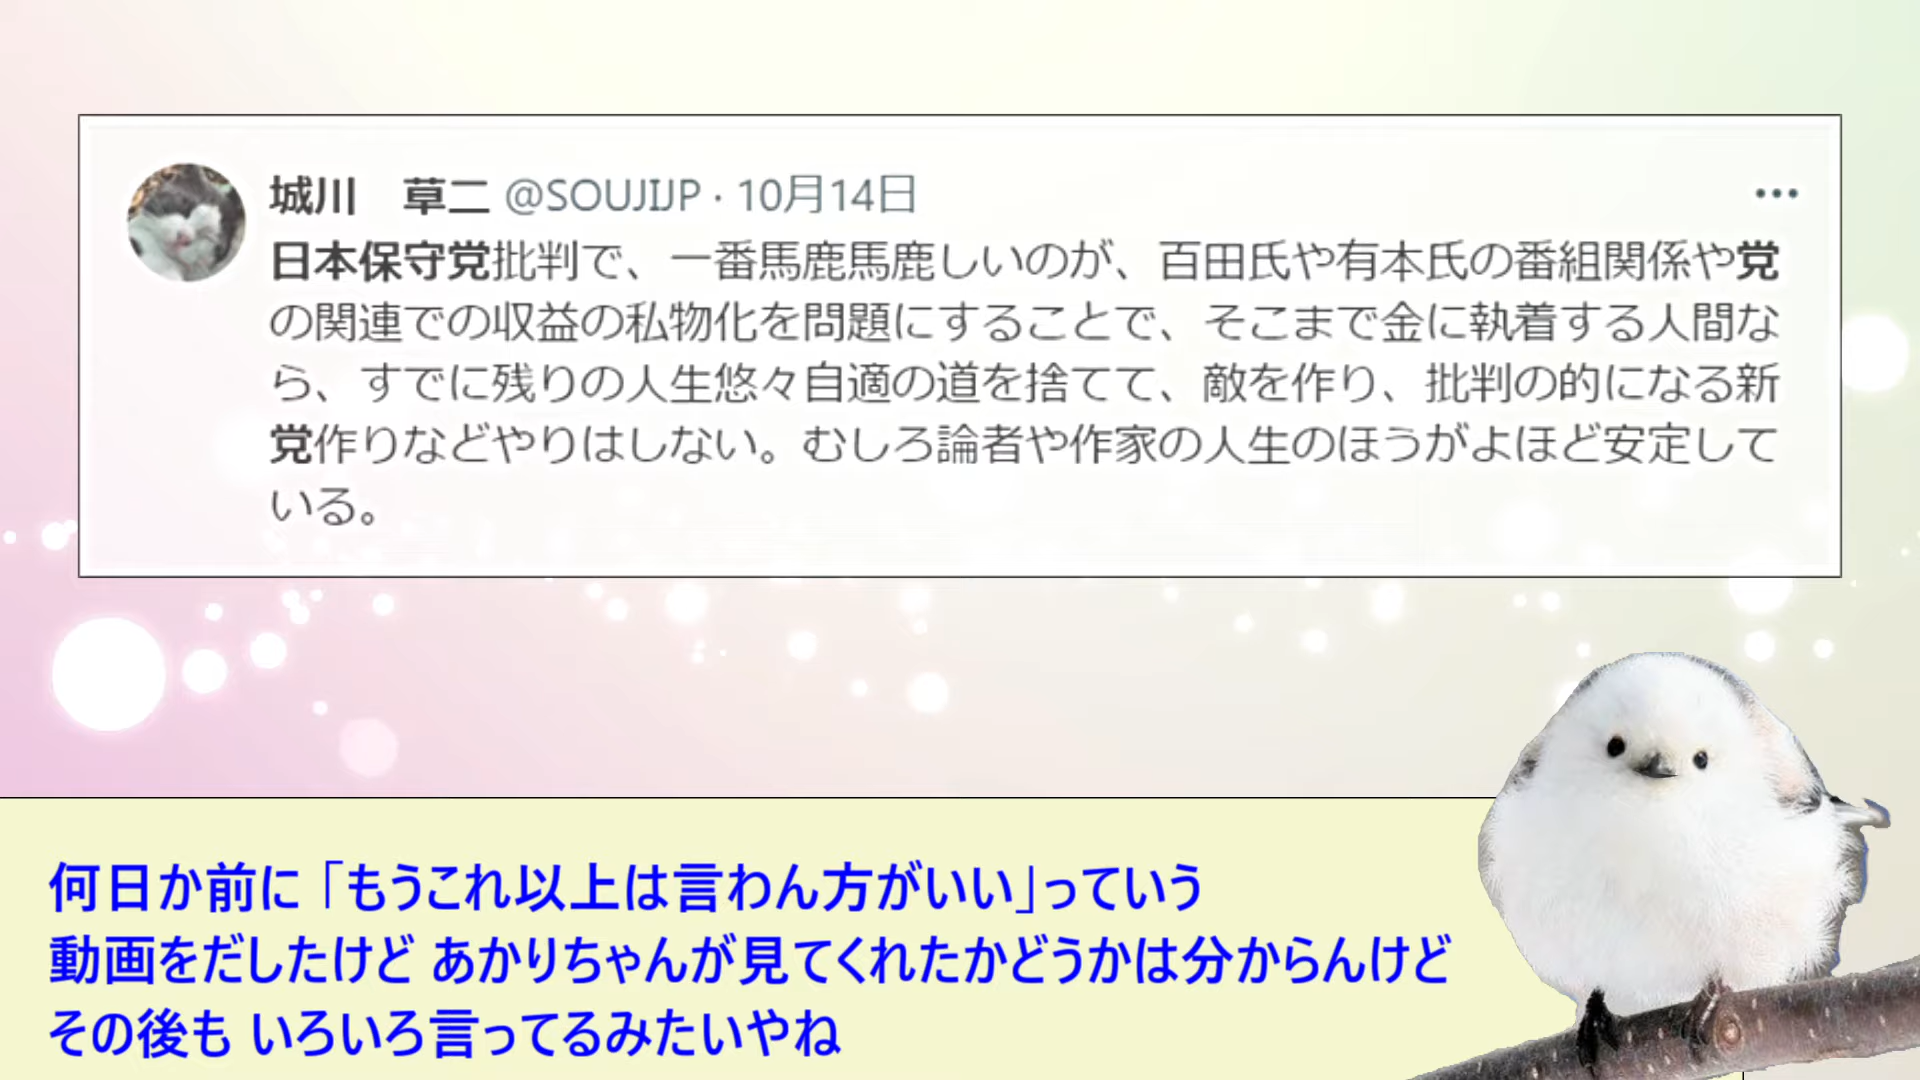 城川　草二 @SOUJIJP · 10月14日
日本保守党批判で、一番馬鹿馬鹿しいのが、百田氏や有本氏の番組関係や党
の関連での収益の私物化を問題にすることで、そこまで金に執着する人間な
ら、すでに残りの人生悠々自適の道を捨てて、敵を作り、批判の的になる新
党作りなどやりはしない。むしろ論者や作家の人生のほうがよほど安定して
いる。
何日か前に「もうこれ以上は言わん方がいい」っていう
動画をだしたけど あかりちゃんが見てくれたかどうかは分からんけど
その後も いろいろ言ってるみたいやね